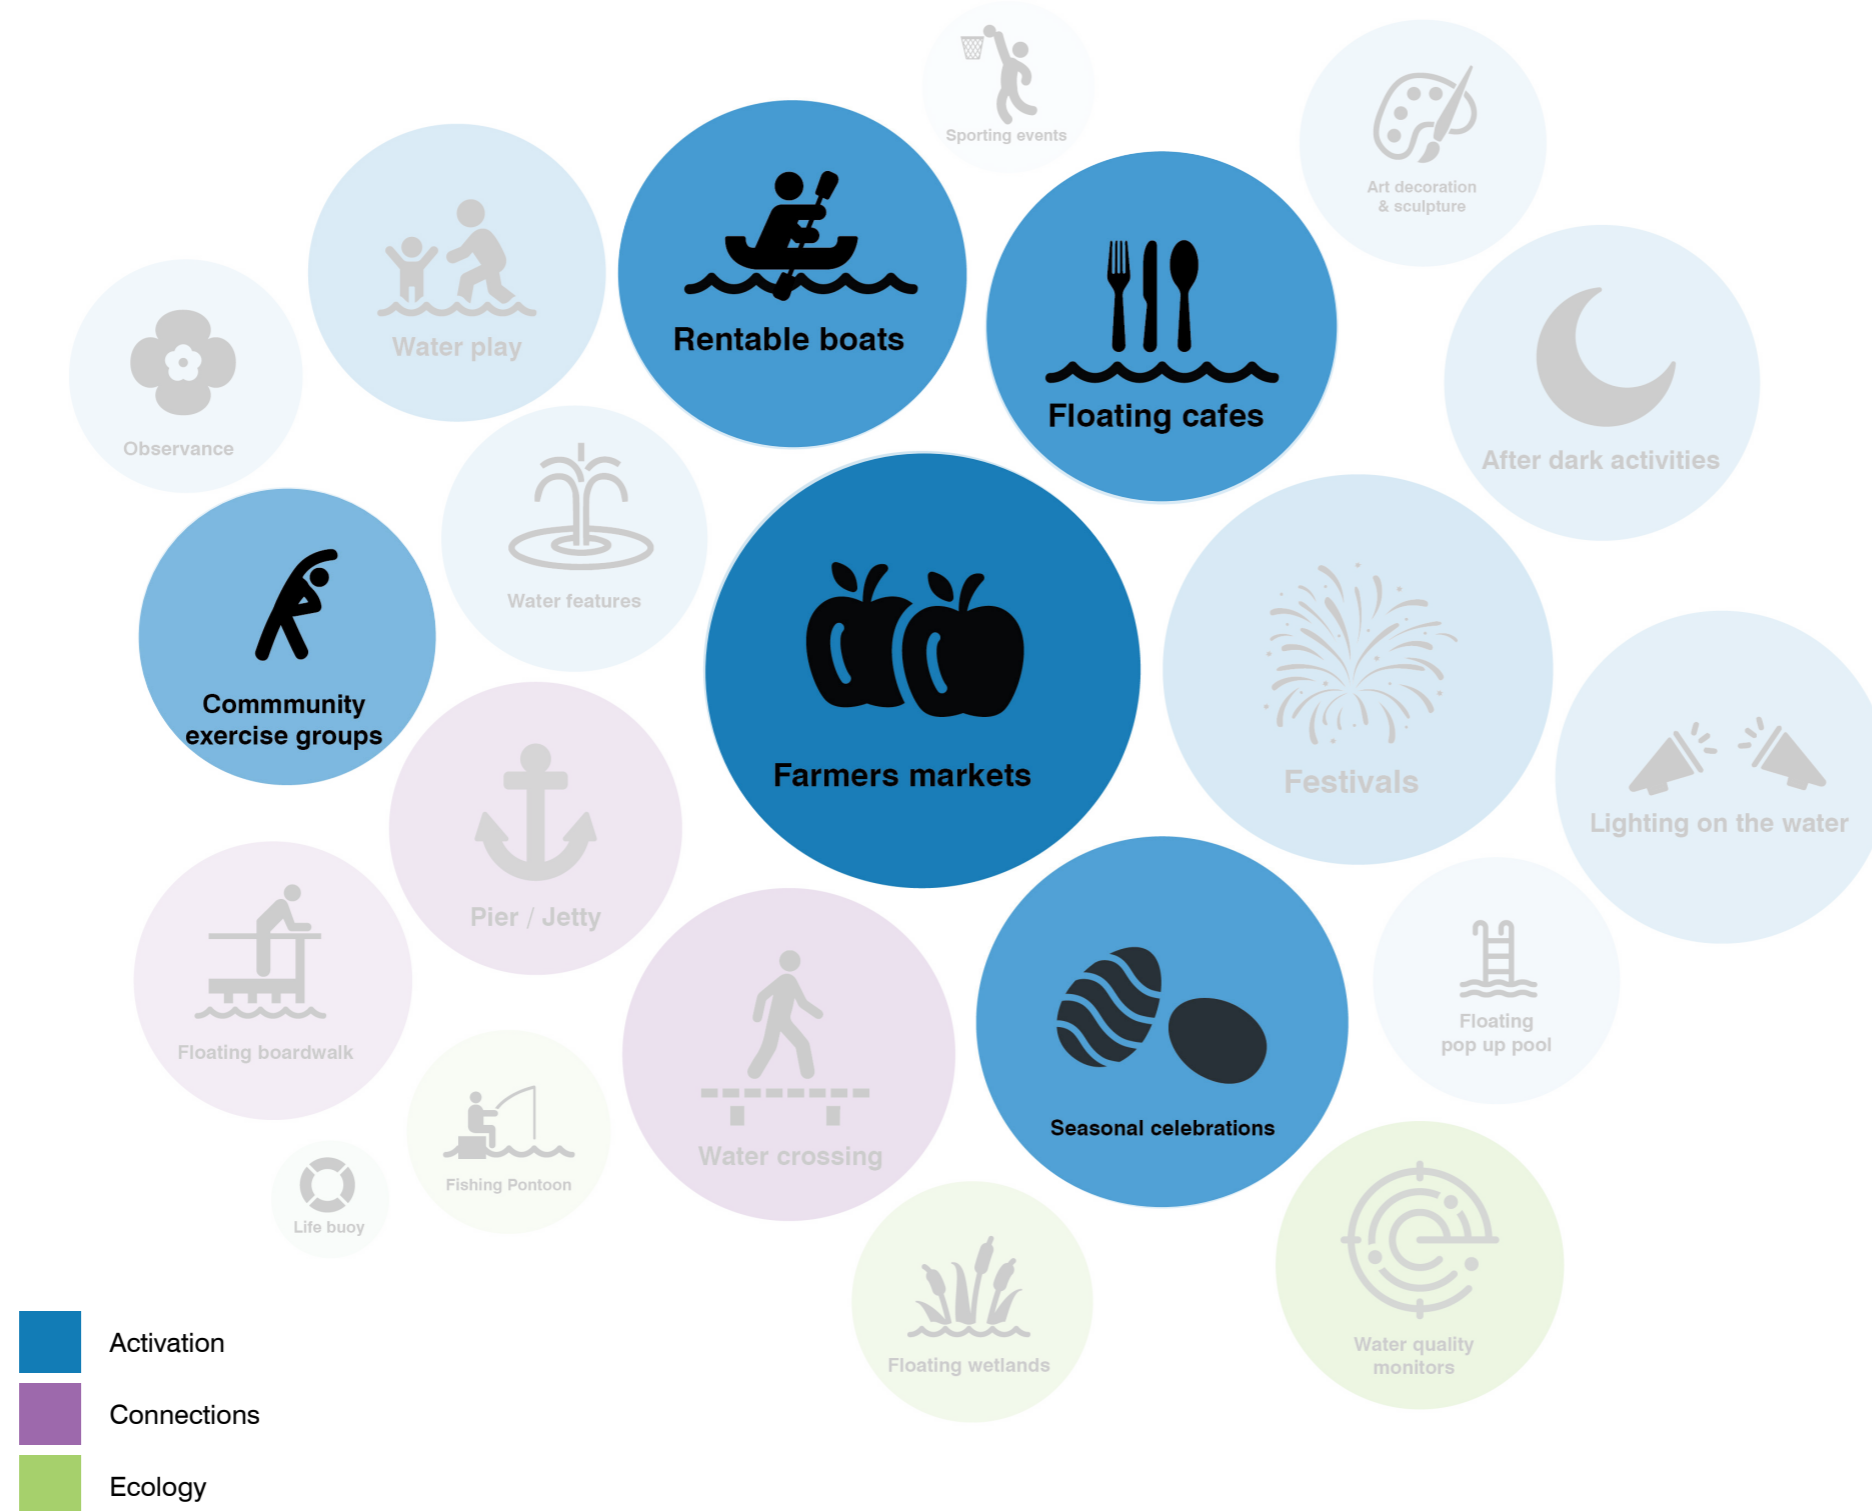 Sporting events
Art decoration
& sculpture
Water play
Rentable boats
Floating cafes
Observance
After dark activities
Water features
Commmunity
exercise groups
Farmers markets
Festivals
Lighting on the water
Pier / Jetty
Floating boardwalk
Floating
pop up pool
Seasonal celebrations
Water crossing
Fishing Pontoon
Life buoy
Floating wetlands
Water quality
monitors
Activation
Connections
Ecology